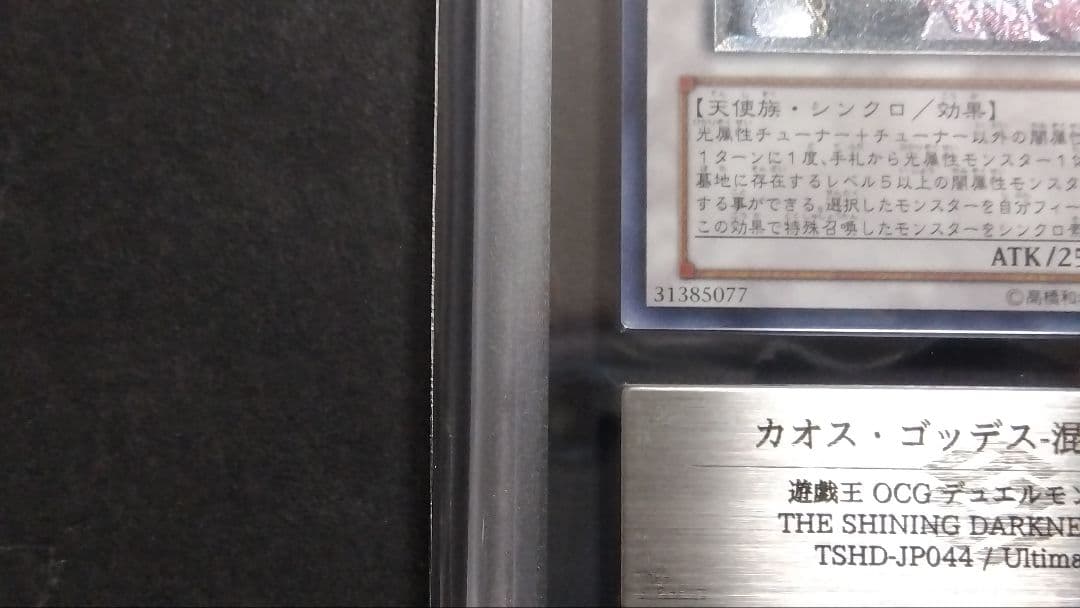 【天使族・シンクロ／効果】
光属性チューナー＋チューナー以外の闇属性
１ターンに１度、手札から光属性モンスター１
墓地に存在するレベル５以上の闇属性モンスタ
する事ができる。選択したモンスターを自分フィー
この効果で特殊召喚したモンスターをシンクロ素
ATK/25
31385077
©高橋和
カオス・ゴッデス-混
遊戯王 OCG デュエルモン
THE SHINING DARKNE
TSHD-JP044 / Ultima